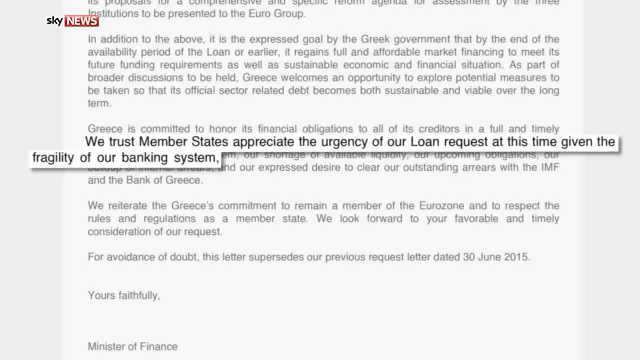 sky NEWS
its proposals for a comprehensive and specific reform agenda for assessment by the three
Institutions to be presented to the Euro Group.
In addition to the above, it is the expressed goal by the Greek government that by the end of the
availability period of the Loan or earlier, it regains full and affordable market financing to meet its
future funding requirements as well as sustainable economic and financial situation. As part of
broader discussions to be held, Greece welcomes an opportunity to explore potential measures to
be taken so that its official sector related debt becomes both sustainable and viable over the long
term.
Greece is committed to honor its financial obligations to all of its creditors in a full and timely
We trust Member States appreciate the urgency of our Loan request at this time given the
fragility of our banking system,
our shortage of available liquidity, our upcoming obligations, our
buildup of internal arrears, and our expressed desire to clear our outstanding arrears with the IMF
and the Bank of Greece.
We reiterate the Greece's commitment to remain a member of the Eurozone and to respect the
rules and regulations as a member state. We look forward to your favorable and timely
consideration of our request.
For avoidance of doubt, this letter supersedes our previous request letter dated 30 June 2015.
Yours faithfully,
Minister of Finance